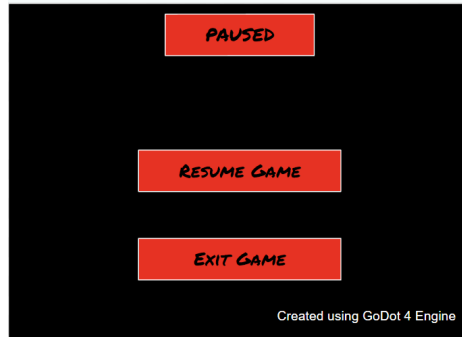 PAUSED
RESUME GAME
EXIT GAME
Created using GoDot 4 Engine